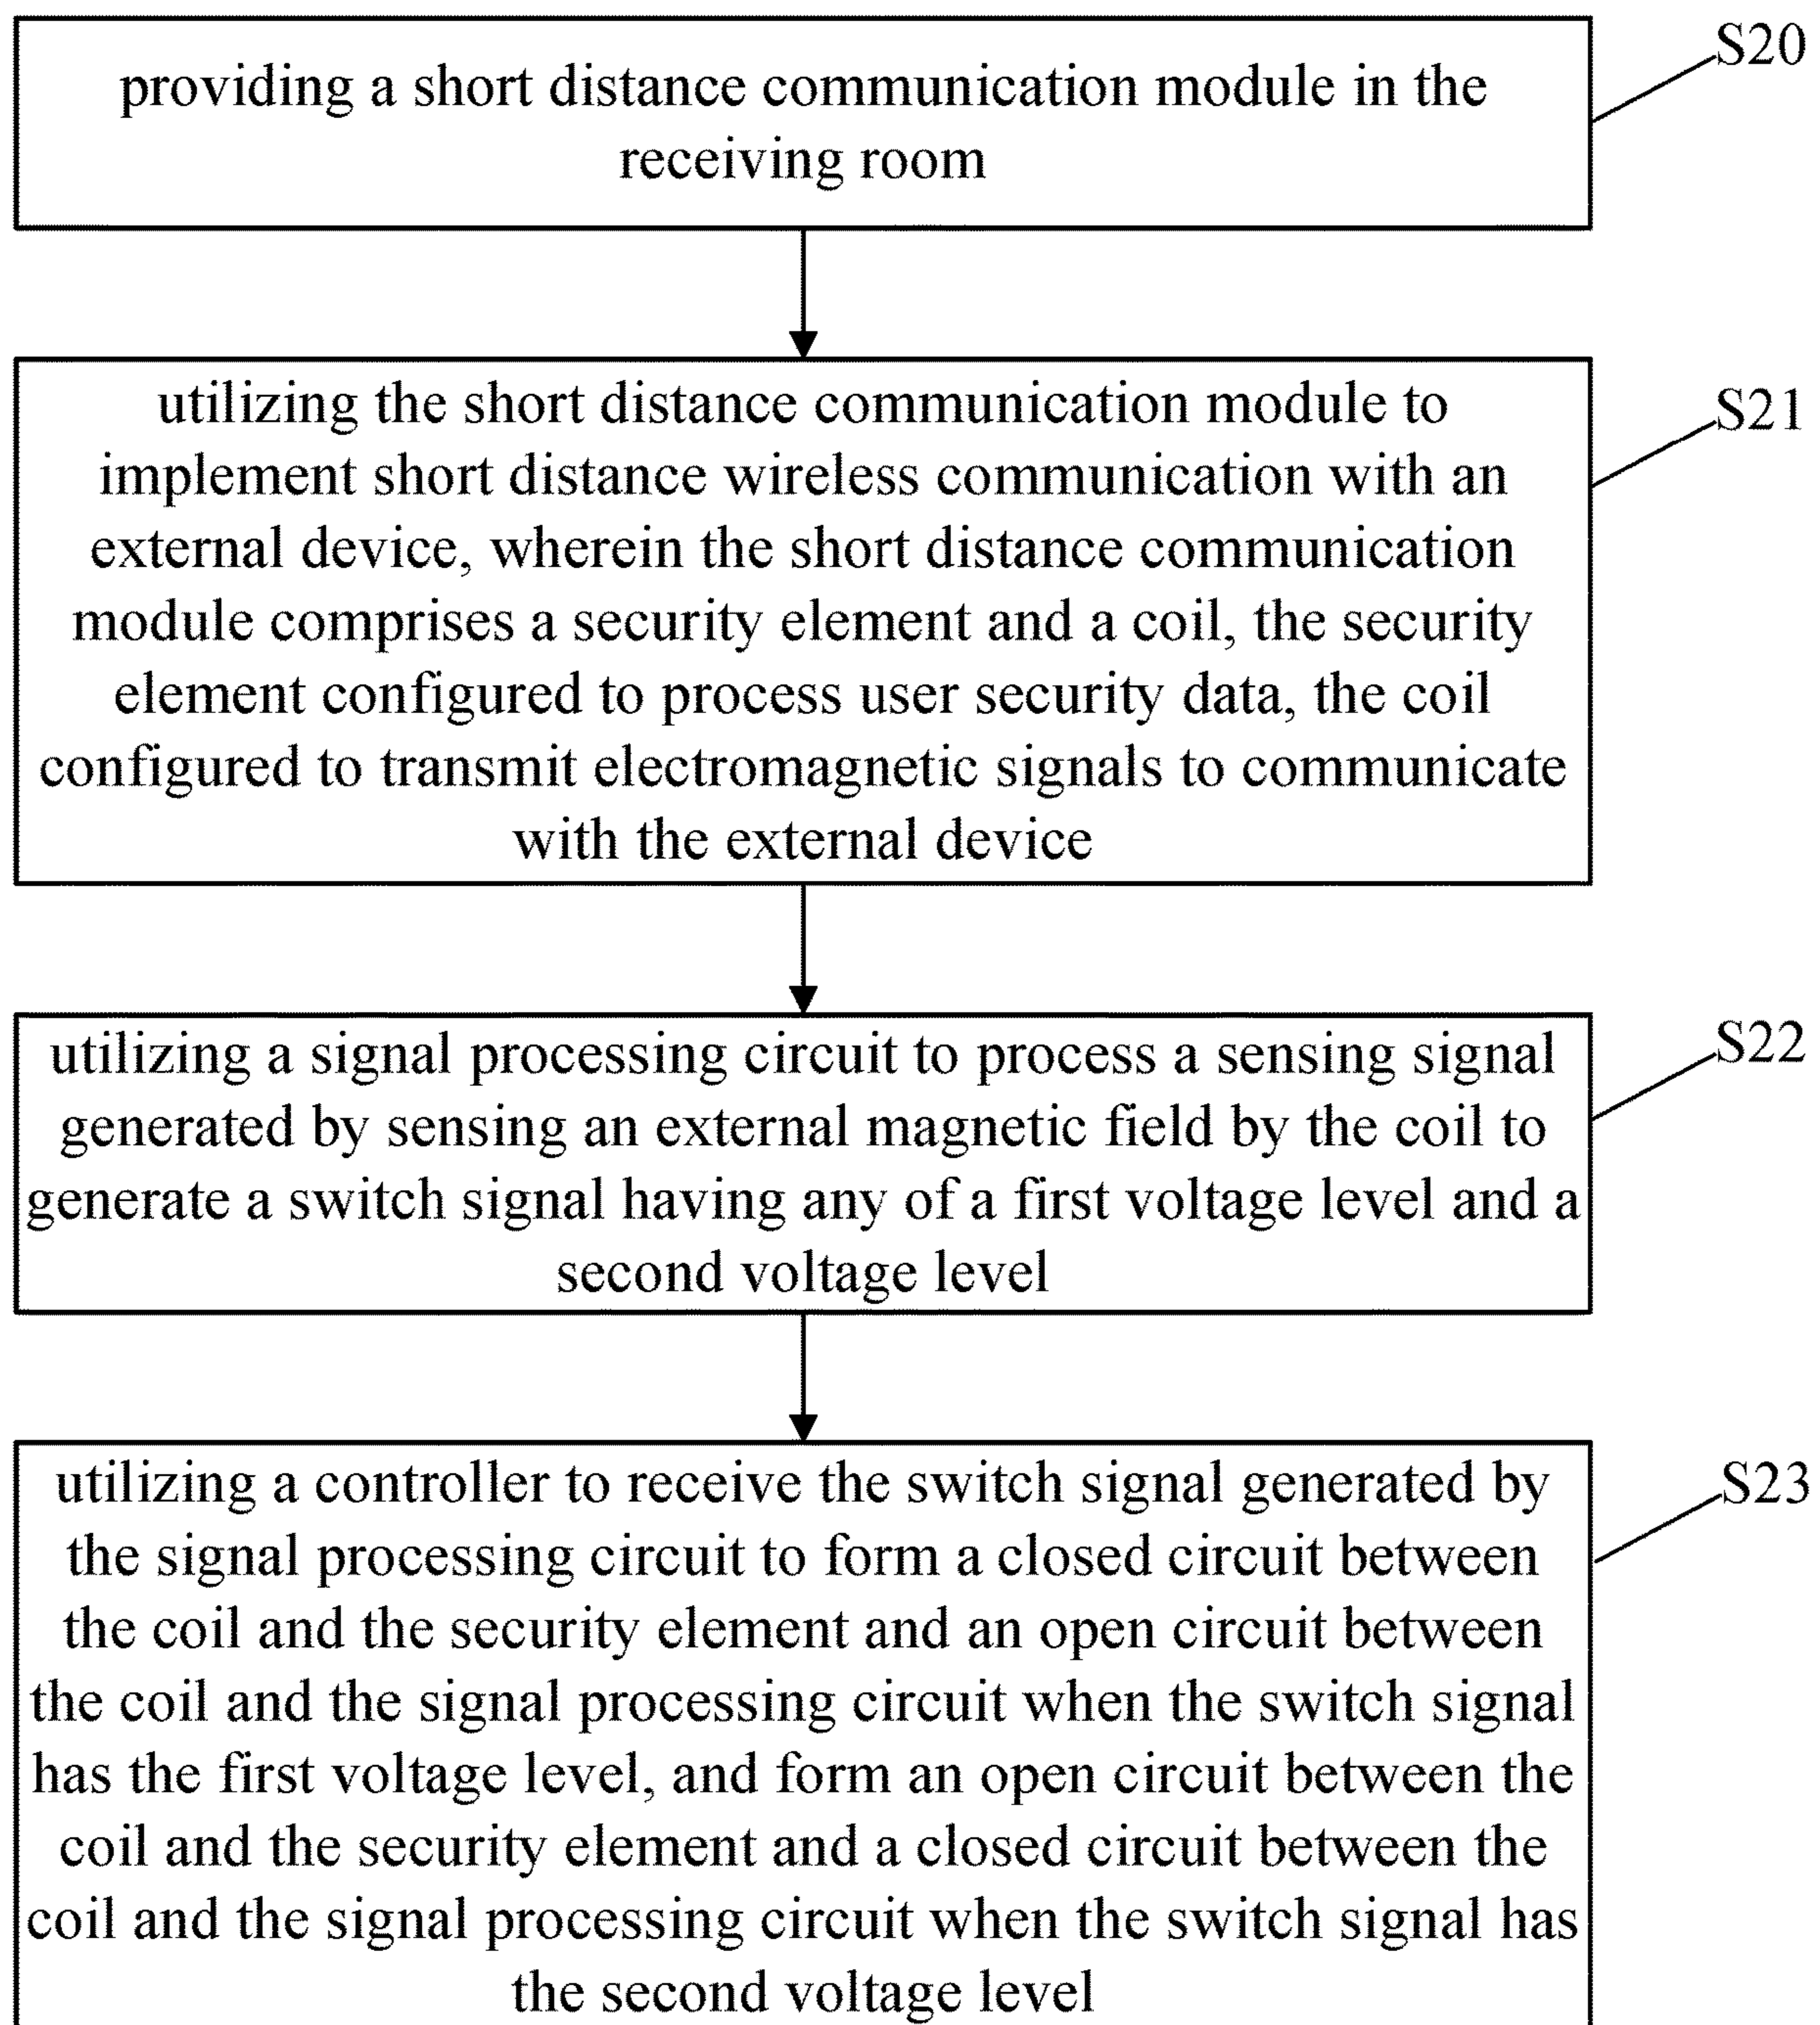 providing a short distance communication module in the
receiving room
S20
utilizing the short distance communication module to
implement short distance wireless communication with an
external device, wherein the short distance communication
module comprises a security element and a coil, the security
element configured to process user security data, the coil
configured to transmit electromagnetic signals to communicate
with the external device
S21
utilizing a signal processing circuit to process a sensing signal
generated by sensing an external magnetic field by the coil to
generate a switch signal having any of a first voltage level and a
second voltage level
S22
utilizing a controller to receive the switch signal generated by
the signal processing circuit to form a closed circuit between
the coil and the security element and an open circuit between
the coil and the signal processing circuit when the switch signal
has the first voltage level, and form an open circuit between the
coil and the security element and a closed circuit between the
coil and the signal processing circuit when the switch signal has
the second voltage level
S23